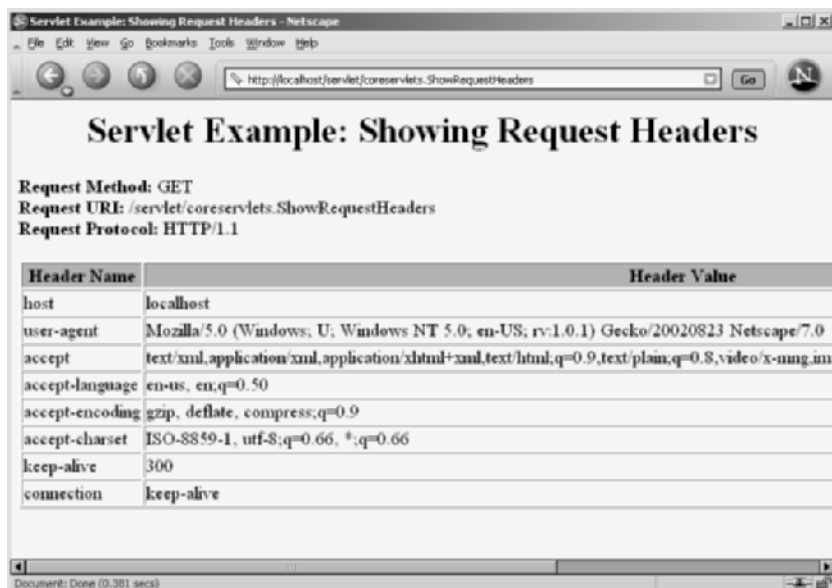 Servlet Example: Showing Request Headers - Netscape
File Edit View Go Bookmarks Tools Window Help
http://localhost/servlet/coreservlets.ShowRequestHeaders Go N
Servlet Example: Showing Request Headers
Request Method: GET
Request URI: /servlet/coreservlets.ShowRequestHeaders
Request Protocol: HTTP/1.1
Header Name Header Value
host localhost
user-agent Mozilla/5.0 (Windows; U; Windows NT 5.0; en-US; rv:1.0.1) Gecko/20020823 Netscape/7.0
accept text/xml,application/xml,application/xhtml+xml,text/html;q=0.9,text/plain;q=0.8,video/x-mng,im
accept-language en-us, en;q=0.50
accept-encoding gzip, deflate, compress;q=0.9
accept-charset ISO-8859-1, utf-8;q=0.66, *;q=0.66
keep-alive 300
connection keep-alive
Document: Done (0.381 secs)